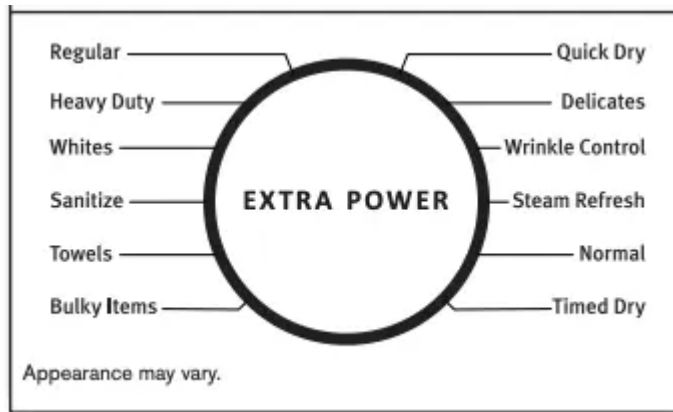 Regular
Quick Dry
Heavy Duty
Delicates
Whites
Wrinkle Control
Sanitize
EXTRA POWER
Steam Refresh
Towels
Normal
Bulky Items
Timed Dry
Appearance may vary.